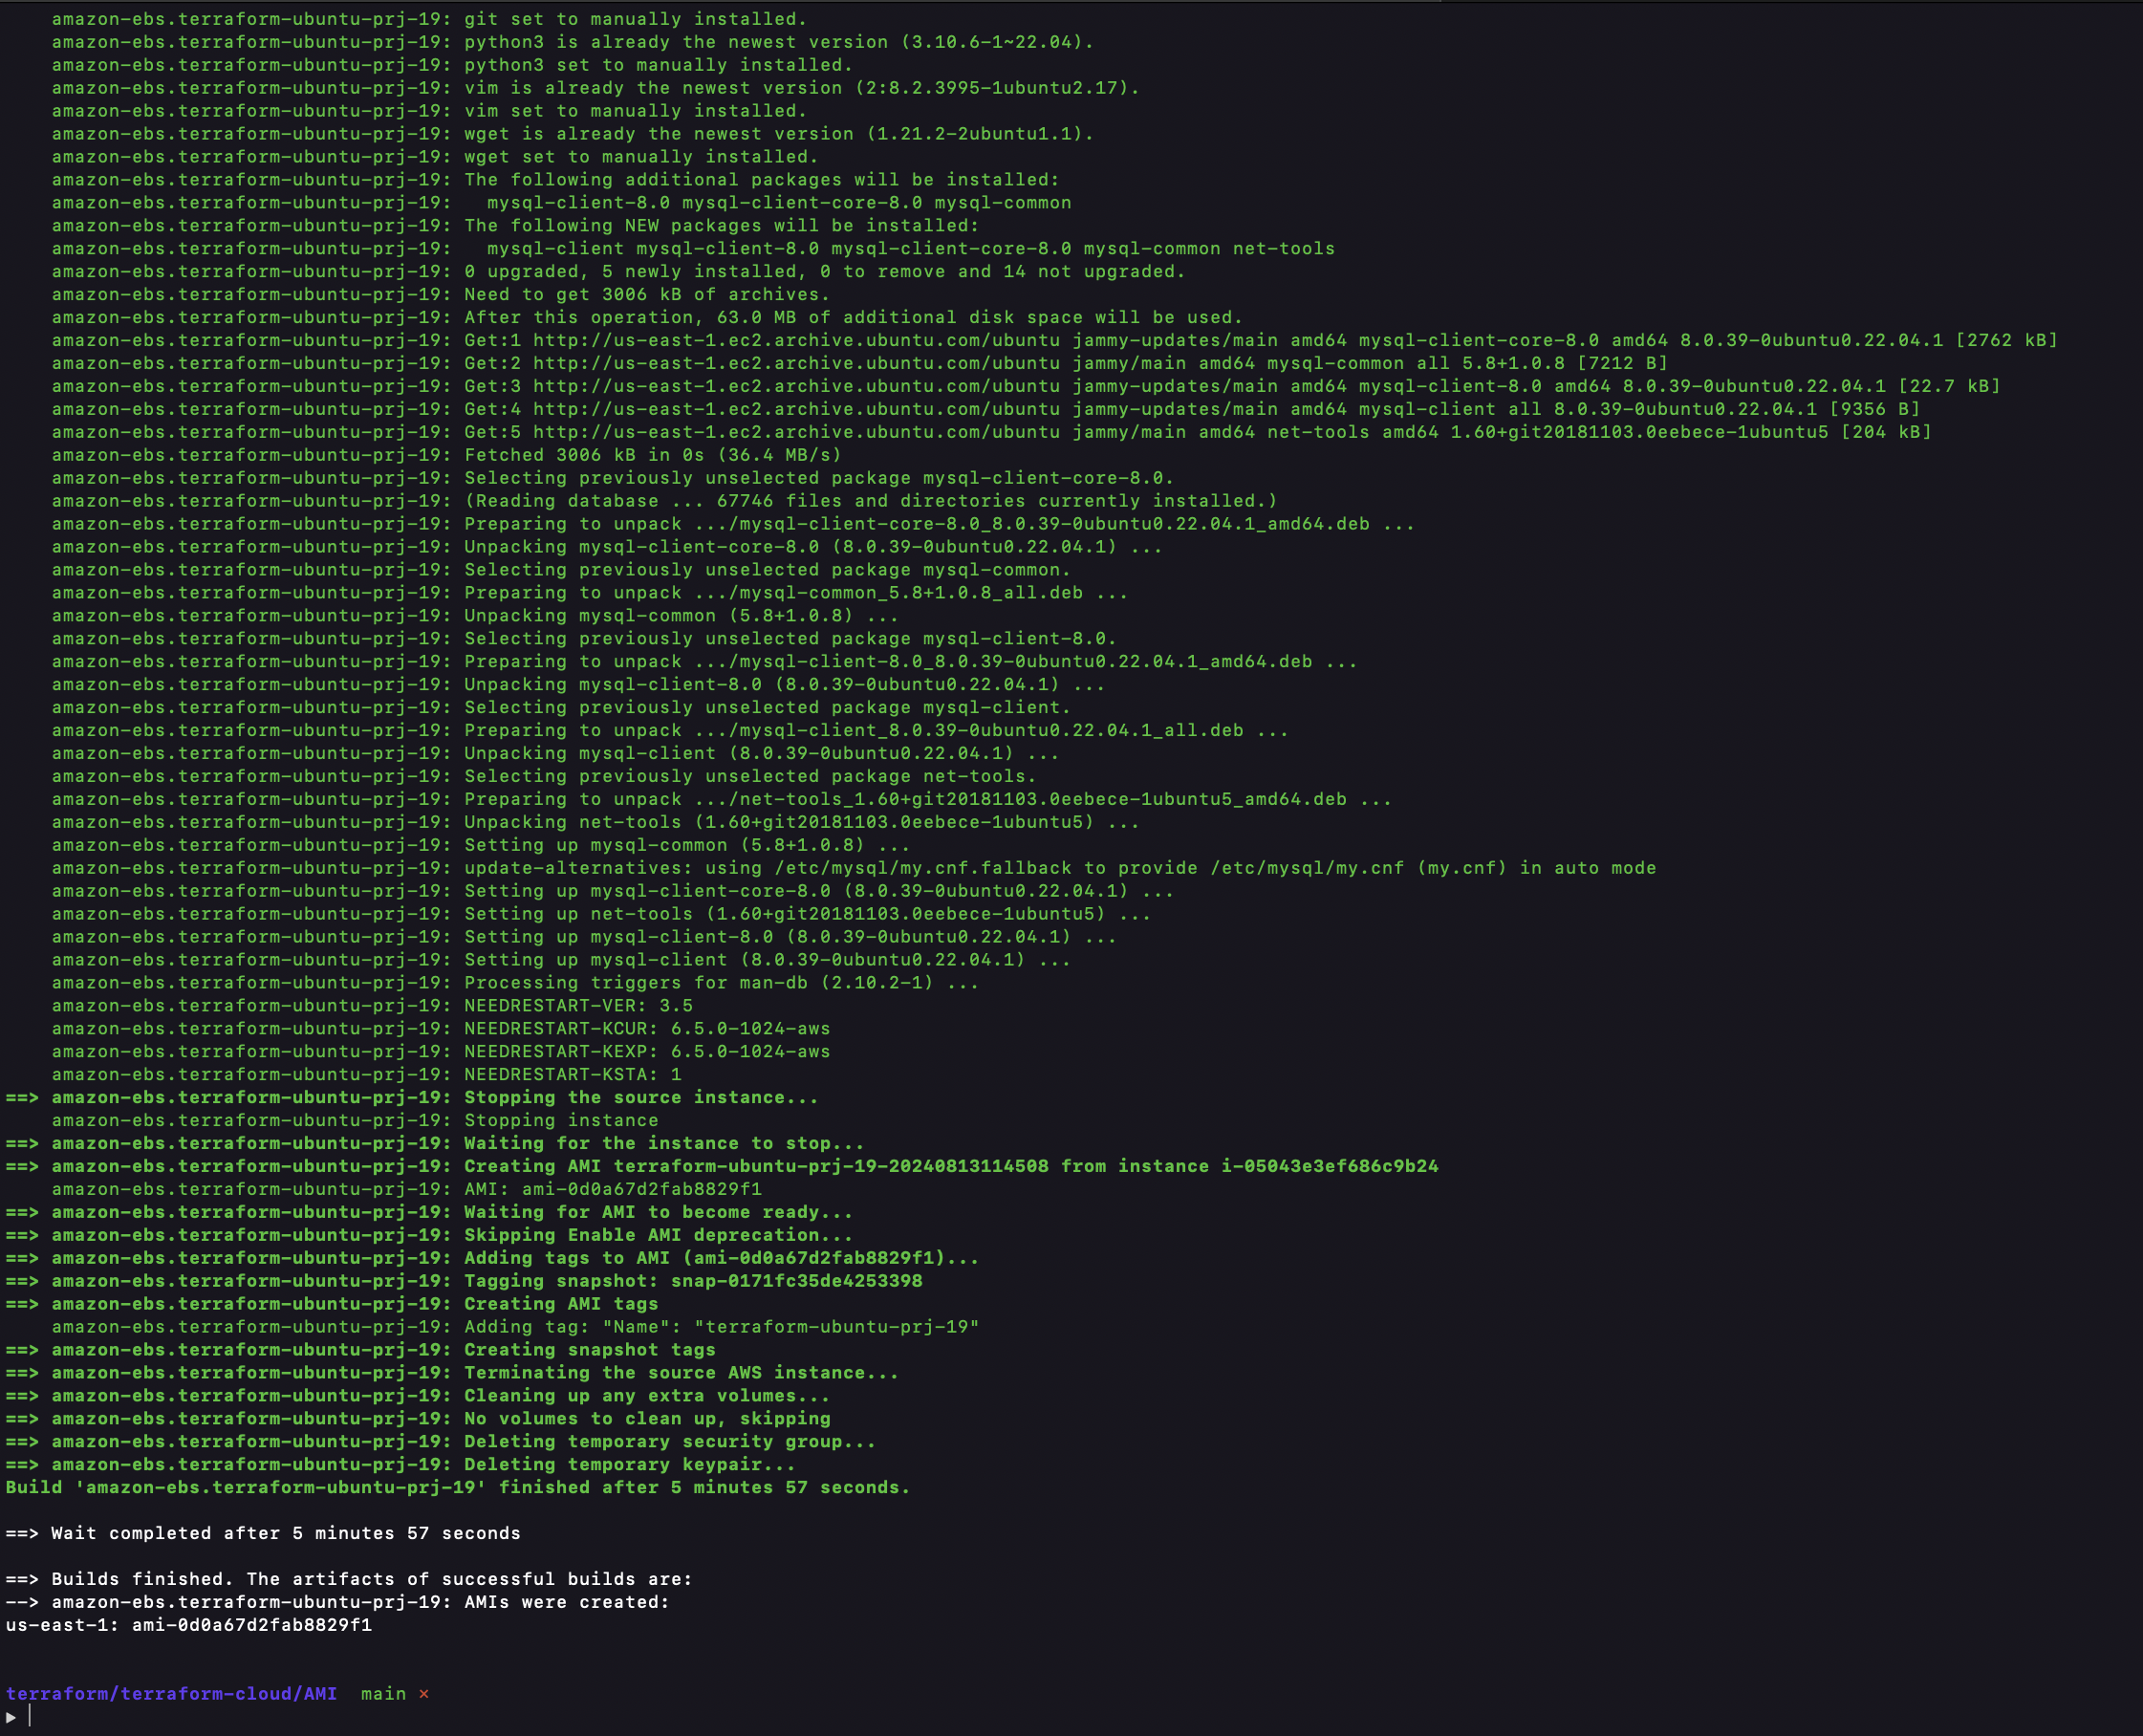 amazon-ebs.terraform-ubuntu-prj-19: git set to manually installed.
amazon-ebs.terraform-ubuntu-prj-19: python3 is already the newest version (3.10.6-1~22.04).
amazon-ebs.terraform-ubuntu-prj-19: python3 set to manually installed.
amazon-ebs.terraform-ubuntu-prj-19: vim is already the newest version (2:8.2.3995-1ubuntu2.17).
amazon-ebs.terraform-ubuntu-prj-19: vim set to manually installed.
amazon-ebs.terraform-ubuntu-prj-19: wget is already the newest version (1.21.2-2ubuntu1.1).
amazon-ebs.terraform-ubuntu-prj-19: wget set to manually installed.
amazon-ebs.terraform-ubuntu-prj-19: The following additional packages will be installed:
amazon-ebs.terraform-ubuntu-prj-19:   mysql-client-8.0 mysql-client-core-8.0 mysql-common
amazon-ebs.terraform-ubuntu-prj-19: The following NEW packages will be installed:
amazon-ebs.terraform-ubuntu-prj-19:   mysql-client mysql-client-8.0 mysql-client-core-8.0 mysql-common net-tools
amazon-ebs.terraform-ubuntu-prj-19: 0 upgraded, 5 newly installed, 0 to remove and 14 not upgraded.
amazon-ebs.terraform-ubuntu-prj-19: Need to get 3006 kB of archives.
amazon-ebs.terraform-ubuntu-prj-19: After this operation, 63.0 MB of additional disk space will be used.
amazon-ebs.terraform-ubuntu-prj-19: Get:1 http://us-east-1.ec2.archive.ubuntu.com/ubuntu jammy-updates/main amd64 mysql-client-core-8.0 amd64 8.0.39-0ubuntu0.22.04.1 [2762 kB]
amazon-ebs.terraform-ubuntu-prj-19: Get:2 http://us-east-1.ec2.archive.ubuntu.com/ubuntu jammy/main amd64 mysql-common all 5.8+1.0.8 [7212 B]
amazon-ebs.terraform-ubuntu-prj-19: Get:3 http://us-east-1.ec2.archive.ubuntu.com/ubuntu jammy-updates/main amd64 mysql-client-8.0 amd64 8.0.39-0ubuntu0.22.04.1 [22.7 kB]
amazon-ebs.terraform-ubuntu-prj-19: Get:4 http://us-east-1.ec2.archive.ubuntu.com/ubuntu jammy-updates/main amd64 mysql-client all 8.0.39-0ubuntu0.22.04.1 [9356 B]
amazon-ebs.terraform-ubuntu-prj-19: Get:5 http://us-east-1.ec2.archive.ubuntu.com/ubuntu jammy/main amd64 net-tools amd64 1.60+git20181103.0eebece-1ubuntu5 [204 kB]
amazon-ebs.terraform-ubuntu-prj-19: Fetched 3006 kB in 0s (36.4 MB/s)
amazon-ebs.terraform-ubuntu-prj-19: Selecting previously unselected package mysql-client-core-8.0.
amazon-ebs.terraform-ubuntu-prj-19: (Reading database ... 67746 files and directories currently installed.)
amazon-ebs.terraform-ubuntu-prj-19: Preparing to unpack .../mysql-client-core-8.0_8.0.39-0ubuntu0.22.04.1_amd64.deb ...
amazon-ebs.terraform-ubuntu-prj-19: Unpacking mysql-client-core-8.0 (8.0.39-0ubuntu0.22.04.1) ...
amazon-ebs.terraform-ubuntu-prj-19: Selecting previously unselected package mysql-common.
amazon-ebs.terraform-ubuntu-prj-19: Preparing to unpack .../mysql-common_5.8+1.0.8_all.deb ...
amazon-ebs.terraform-ubuntu-prj-19: Unpacking mysql-common (5.8+1.0.8) ...
amazon-ebs.terraform-ubuntu-prj-19: Selecting previously unselected package mysql-client-8.0.
amazon-ebs.terraform-ubuntu-prj-19: Preparing to unpack .../mysql-client-8.0_8.0.39-0ubuntu0.22.04.1_amd64.deb ...
amazon-ebs.terraform-ubuntu-prj-19: Unpacking mysql-client-8.0 (8.0.39-0ubuntu0.22.04.1) ...
amazon-ebs.terraform-ubuntu-prj-19: Selecting previously unselected package mysql-client.
amazon-ebs.terraform-ubuntu-prj-19: Preparing to unpack .../mysql-client_8.0.39-0ubuntu0.22.04.1_all.deb ...
amazon-ebs.terraform-ubuntu-prj-19: Unpacking mysql-client (8.0.39-0ubuntu0.22.04.1) ...
amazon-ebs.terraform-ubuntu-prj-19: Selecting previously unselected package net-tools.
amazon-ebs.terraform-ubuntu-prj-19: Preparing to unpack .../net-tools_1.60+git20181103.0eebece-1ubuntu5_amd64.deb ...
amazon-ebs.terraform-ubuntu-prj-19: Unpacking net-tools (1.60+git20181103.0eebece-1ubuntu5) ...
amazon-ebs.terraform-ubuntu-prj-19: Setting up mysql-common (5.8+1.0.8) ...
amazon-ebs.terraform-ubuntu-prj-19: update-alternatives: using /etc/mysql/my.cnf.fallback to provide /etc/mysql/my.cnf (my.cnf) in auto mode
amazon-ebs.terraform-ubuntu-prj-19: Setting up mysql-client-core-8.0 (8.0.39-0ubuntu0.22.04.1) ...
amazon-ebs.terraform-ubuntu-prj-19: Setting up net-tools (1.60+git20181103.0eebece-1ubuntu5) ...
amazon-ebs.terraform-ubuntu-prj-19: Setting up mysql-client-8.0 (8.0.39-0ubuntu0.22.04.1) ...
amazon-ebs.terraform-ubuntu-prj-19: Setting up mysql-client (8.0.39-0ubuntu0.22.04.1) ...
amazon-ebs.terraform-ubuntu-prj-19: Processing triggers for man-db (2.10.2-1) ...
amazon-ebs.terraform-ubuntu-prj-19: NEEDRESTART-VER: 3.5
amazon-ebs.terraform-ubuntu-prj-19: NEEDRESTART-KCUR: 6.5.0-1024-aws
amazon-ebs.terraform-ubuntu-prj-19: NEEDRESTART-KEXP: 6.5.0-1024-aws
amazon-ebs.terraform-ubuntu-prj-19: NEEDRESTART-KSTA: 1
==> amazon-ebs.terraform-ubuntu-prj-19: Stopping the source instance...
amazon-ebs.terraform-ubuntu-prj-19: Stopping instance
==> amazon-ebs.terraform-ubuntu-prj-19: Waiting for the instance to stop...
==> amazon-ebs.terraform-ubuntu-prj-19: Creating AMI terraform-ubuntu-prj-19-20240813114508 from instance i-05043e3ef686c9b24
amazon-ebs.terraform-ubuntu-prj-19: AMI: ami-0d0a67d2fab8829f1
==> amazon-ebs.terraform-ubuntu-prj-19: Waiting for AMI to become ready...
==> amazon-ebs.terraform-ubuntu-prj-19: Skipping Enable AMI deprecation...
==> amazon-ebs.terraform-ubuntu-prj-19: Adding tags to AMI (ami-0d0a67d2fab8829f1)...
==> amazon-ebs.terraform-ubuntu-prj-19: Tagging snapshot: snap-0171fc35de4253398
==> amazon-ebs.terraform-ubuntu-prj-19: Creating AMI tags
amazon-ebs.terraform-ubuntu-prj-19: Adding tag: "Name": "terraform-ubuntu-prj-19"
==> amazon-ebs.terraform-ubuntu-prj-19: Creating snapshot tags
==> amazon-ebs.terraform-ubuntu-prj-19: Terminating the source AWS instance...
==> amazon-ebs.terraform-ubuntu-prj-19: Cleaning up any extra volumes...
==> amazon-ebs.terraform-ubuntu-prj-19: No volumes to clean up, skipping
==> amazon-ebs.terraform-ubuntu-prj-19: Deleting temporary security group...
==> amazon-ebs.terraform-ubuntu-prj-19: Deleting temporary keypair...
Build 'amazon-ebs.terraform-ubuntu-prj-19' finished after 5 minutes 57 seconds.
==> Wait completed after 5 minutes 57 seconds
==> Builds finished. The artifacts of successful builds are:
--> amazon-ebs.terraform-ubuntu-prj-19: AMIs were created:
us-east-1: ami-0d0a67d2fab8829f1
terraform/terraform-cloud/AMI  main ×
▶